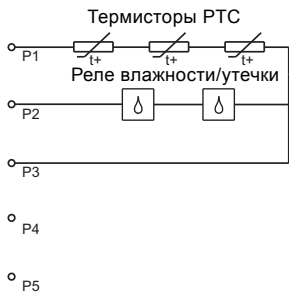 Термисторы PTC
P1
t+ t+ t+
Реле влажности/утечки
P2
P3
P4
P5